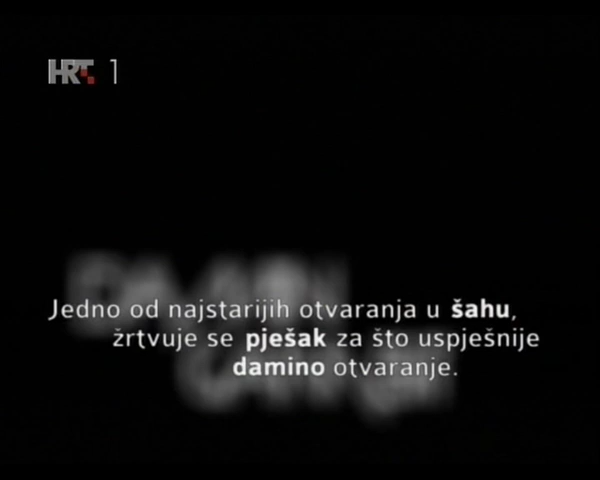 HRT 1
Jedno od najstarijih otvaranja u šahu,
žrtvuje se pješak za što uspješnije
damino otvaranje.